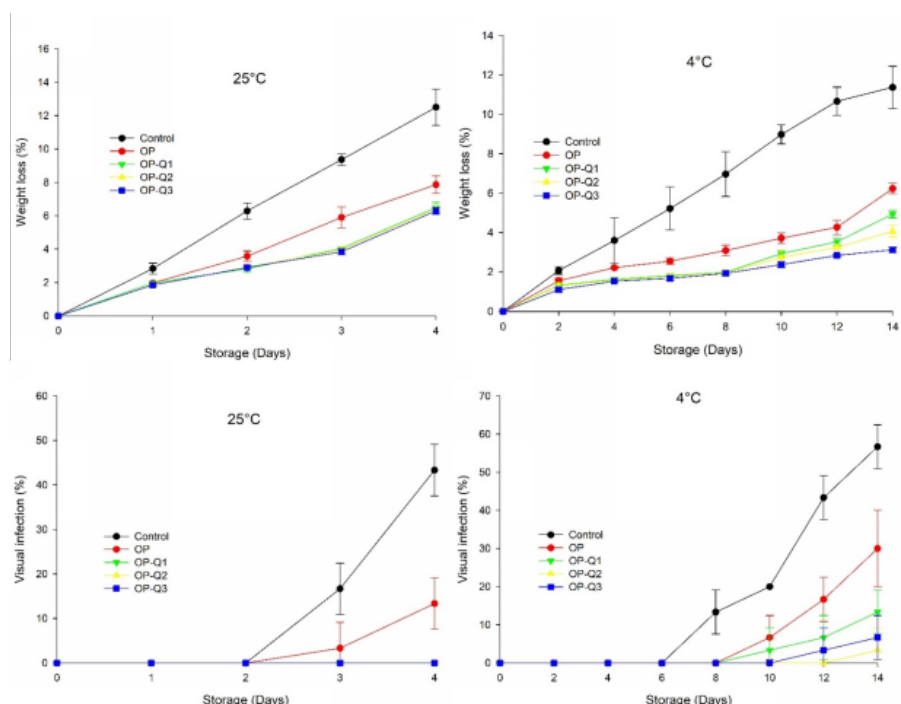 25°C
Weight loss (%)
16
14
12
10
8
6
4
2
0
Control
OP
OP-Q1
OP-Q2
OP-Q3
0 1 2 3 4
Storage (Days)
4°C
Weight loss (%)
14
12
10
8
6
4
2
0
Control
OP
OP-Q1
OP-Q2
OP-Q3
0 2 4 6 8 10 12 14
Storage (Days)
25°C
Visual infection (%)
60
50
40
30
20
10
0
Control
OP
OP-Q1
OP-Q2
OP-Q3
0 1 2 3 4
Storage (Days)
4°C
Visual infection (%)
70
60
50
40
30
20
10
0
Control
OP
OP-Q1
OP-Q2
OP-Q3
0 2 4 6 8 10 12 14
Storage (Days)